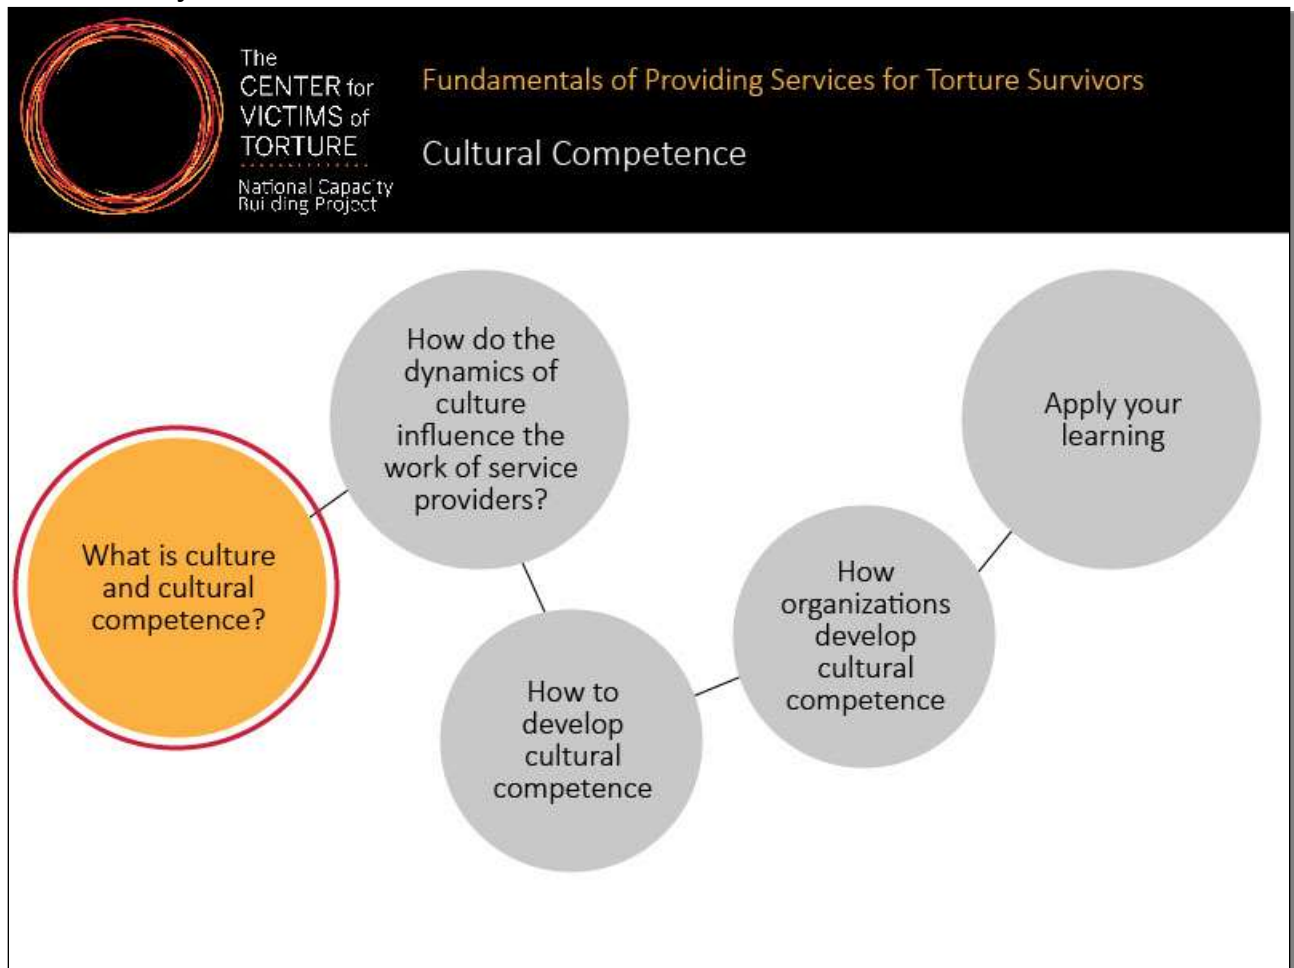 The
CENTER for
VICTIMS of
TORTURE
National Capacity
Building Project
Fundamentals of Providing Services for Torture Survivors
Cultural Competence
What is culture
and cultural
competence?
How do the
dynamics of
culture
influence the
work of service
providers?
How to
develop
cultural
competence
How
organizations
develop
cultural
competence
Apply your
learning